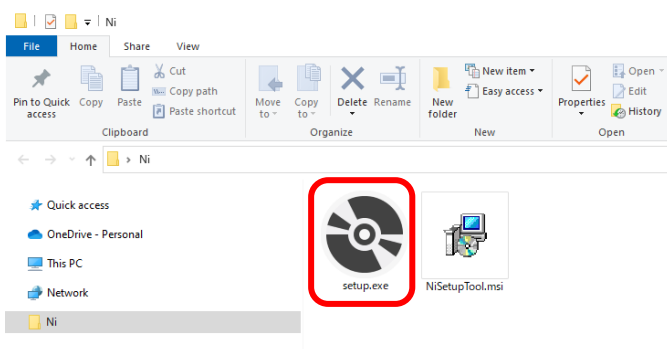 Ni
File Home Share View
Pin to Quick access
Copy
Paste
Cut
Copy path
Paste shortcut
Move to
Copy to
Delete
Rename
New folder
New item
Easy access
Properties
Open
Edit
History
Clipboard
Organize
New
Open
Ni
Quick access
OneDrive - Personal
This PC
Network
Ni
setup.exe
NiSetupTool.msi